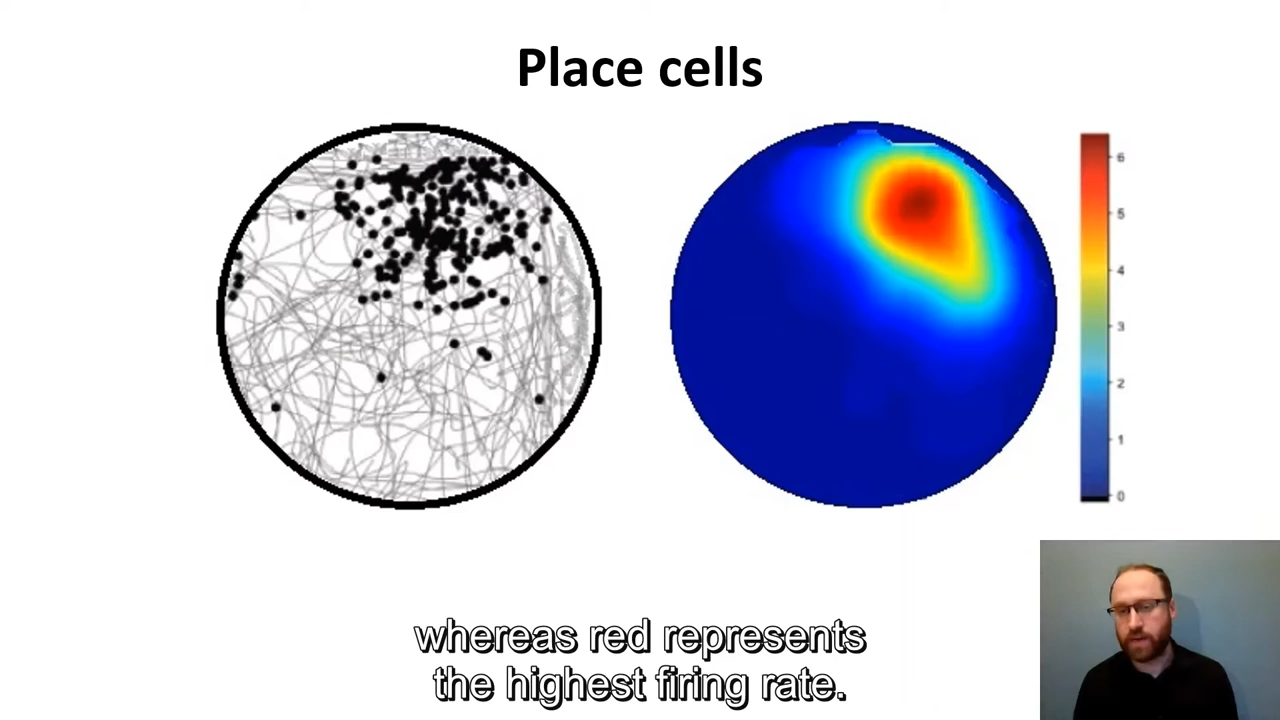 Place cells
6
5
4
3
2
1
0
whereas red represents
the highest firing rate.